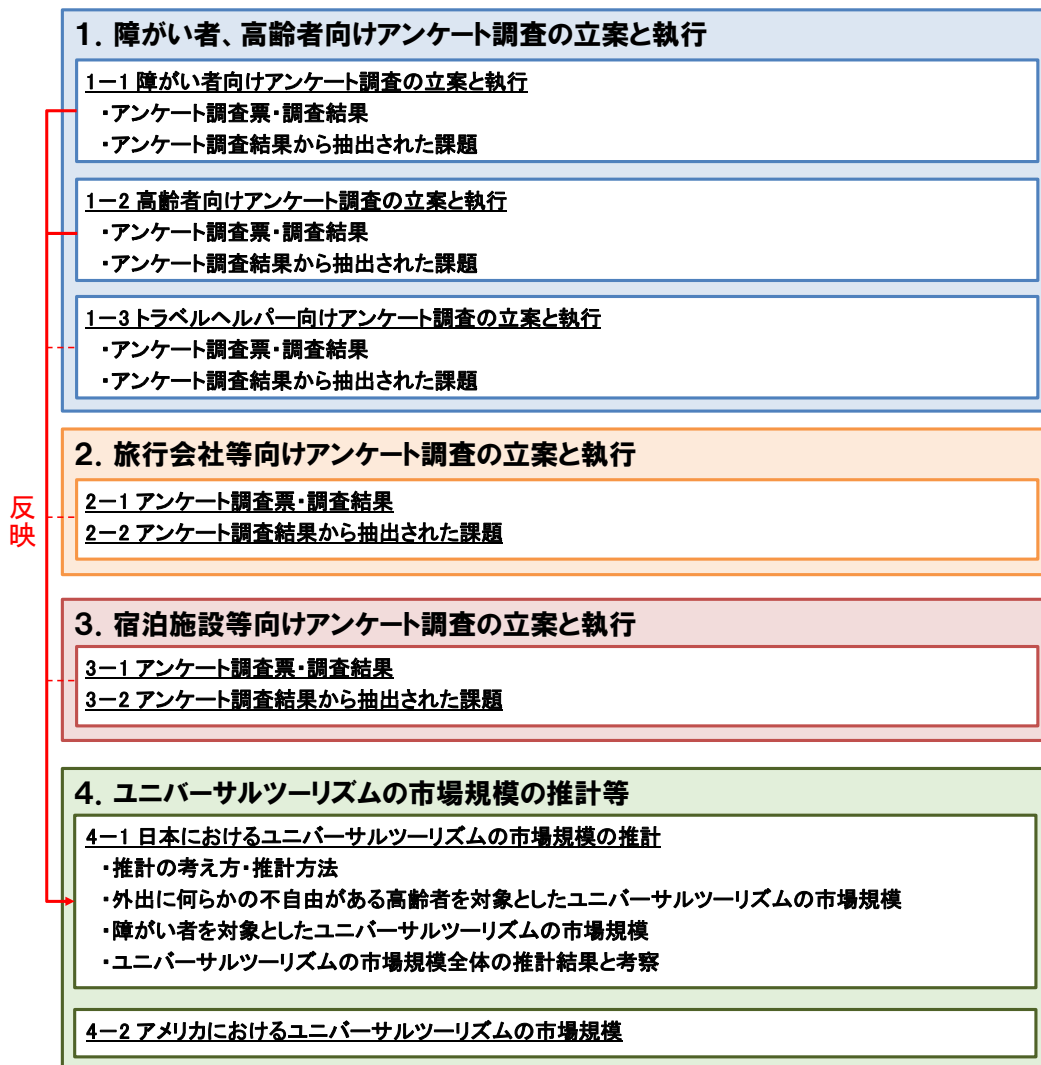 1．障がい者、高齢者向けアンケート調査の立案と執行
1－1 障がい者向けアンケート調査の立案と執行
・アンケート調査票・調査結果
・アンケート調査結果から抽出された課題
1－2 高齢者向けアンケート調査の立案と執行
・アンケート調査票・調査結果
・アンケート調査結果から抽出された課題
1－3 トラベルヘルパー向けアンケート調査の立案と執行
・アンケート調査票・調査結果
・アンケート調査結果から抽出された課題
2．旅行会社等向けアンケート調査の立案と執行
2－1 アンケート調査票・調査結果
2－2 アンケート調査結果から抽出された課題
反映
3．宿泊施設等向けアンケート調査の立案と執行
3－1 アンケート調査票・調査結果
3－2 アンケート調査結果から抽出された課題
4．ユニバーサルツーリズムの市場規模の推計等
4－1 日本におけるユニバーサルツーリズムの市場規模の推計
・推計の考え方・推計方法
・外出に何らかの不自由がある高齢者を対象としたユニバーサルツーリズムの市場規模
・障がい者を対象としたユニバーサルツーリズムの市場規模
・ユニバーサルツーリズムの市場規模全体の推計結果と考察
4－2 アメリカにおけるユニバーサルツーリズムの市場規模